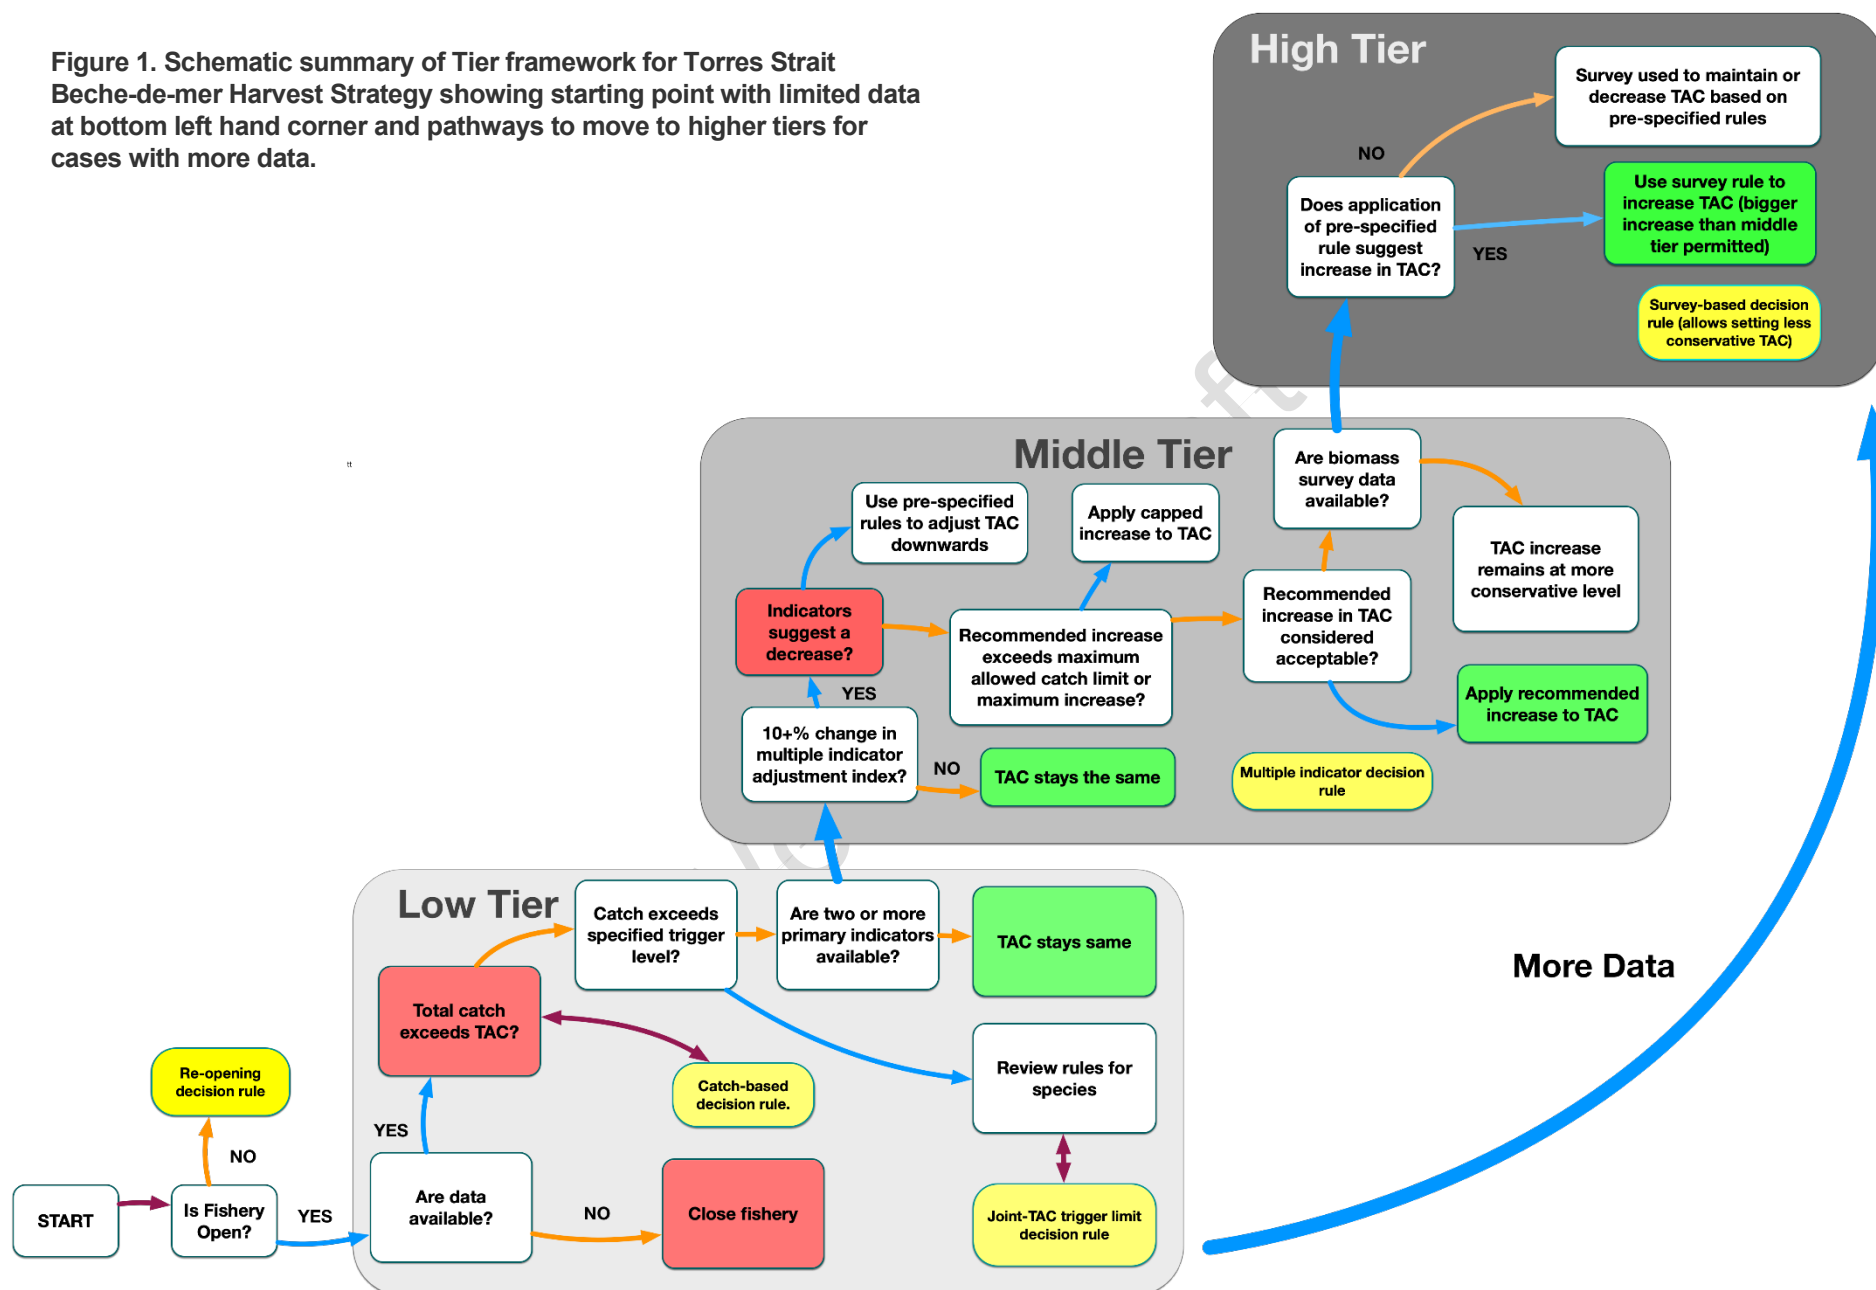 Figure 1. Schematic summary of Tier framework for Torres Strait
Beche-de-mer Harvest Strategy showing starting point with limited data
at bottom left hand corner and pathways to move to higher tiers for
cases with more data.
High Tier
Survey used to maintain or
decrease TAC based on
pre-specified rules
NO
Does application
of pre-specified
rule suggest
increase in TAC?
YES
Use survey rule to
increase TAC (bigger
increase than middle
tier permitted)
Survey-based decision
rule (allows setting less
conservative TAC)
tt
Middle Tier
Are biomass
survey data
available?
Use pre-specified
rules to adjust TAC
downwards
Apply capped
increase to TAC
TAC increase
remains at more
conservative level
Indicators
suggest a
decrease?
Recommended increase
exceeds maximum
allowed catch limit or
maximum increase?
Recommended
increase in TAC
considered
acceptable?
YES
Apply recommended
increase to TAC
10+% change in
multiple indicator
adjustment index?
NO
TAC stays the same
Multiple indicator decision
rule
Low Tier
Catch exceeds
specified trigger
level?
Are two or more
primary indicators
available?
TAC stays same
More Data
Total catch
exceeds TAC?
Review rules for
species
Re-opening
decision rule
Catch-based
decision rule.
YES
NO
START
Is Fishery
Open?
YES
Are data
available?
NO
Close fishery
Joint-TAC trigger limit
decision rule